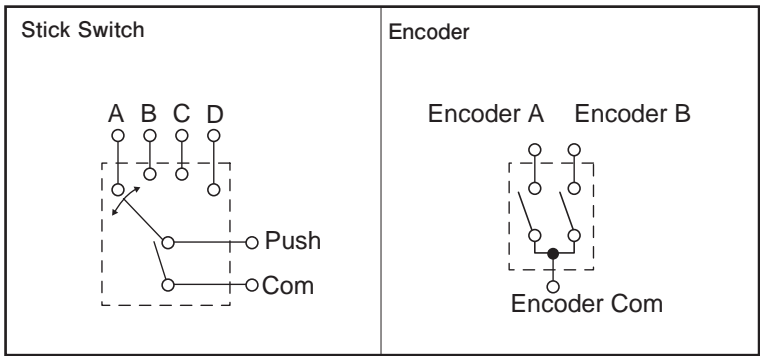 Stick Switch
A B C D
Push
Com
Encoder
Encoder A Encoder B
Encoder Com